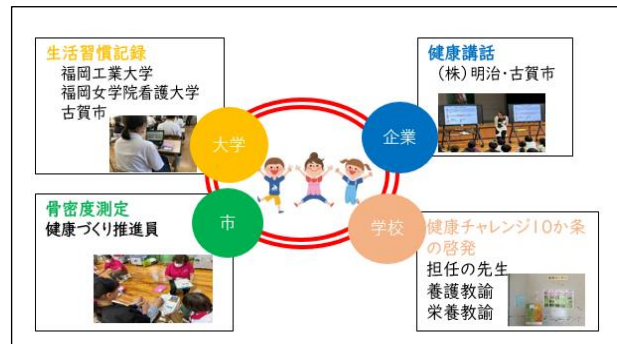 生活習慣記録
福岡工業大学
福岡女学院看護大学
古賀市
健康講話
（株）明治・古賀市
大学
企業
市
学校
骨密度測定
健康づくり推進員
健康チャレンジ10か条
の啓発
担任の先生
養護教諭
栄養教諭